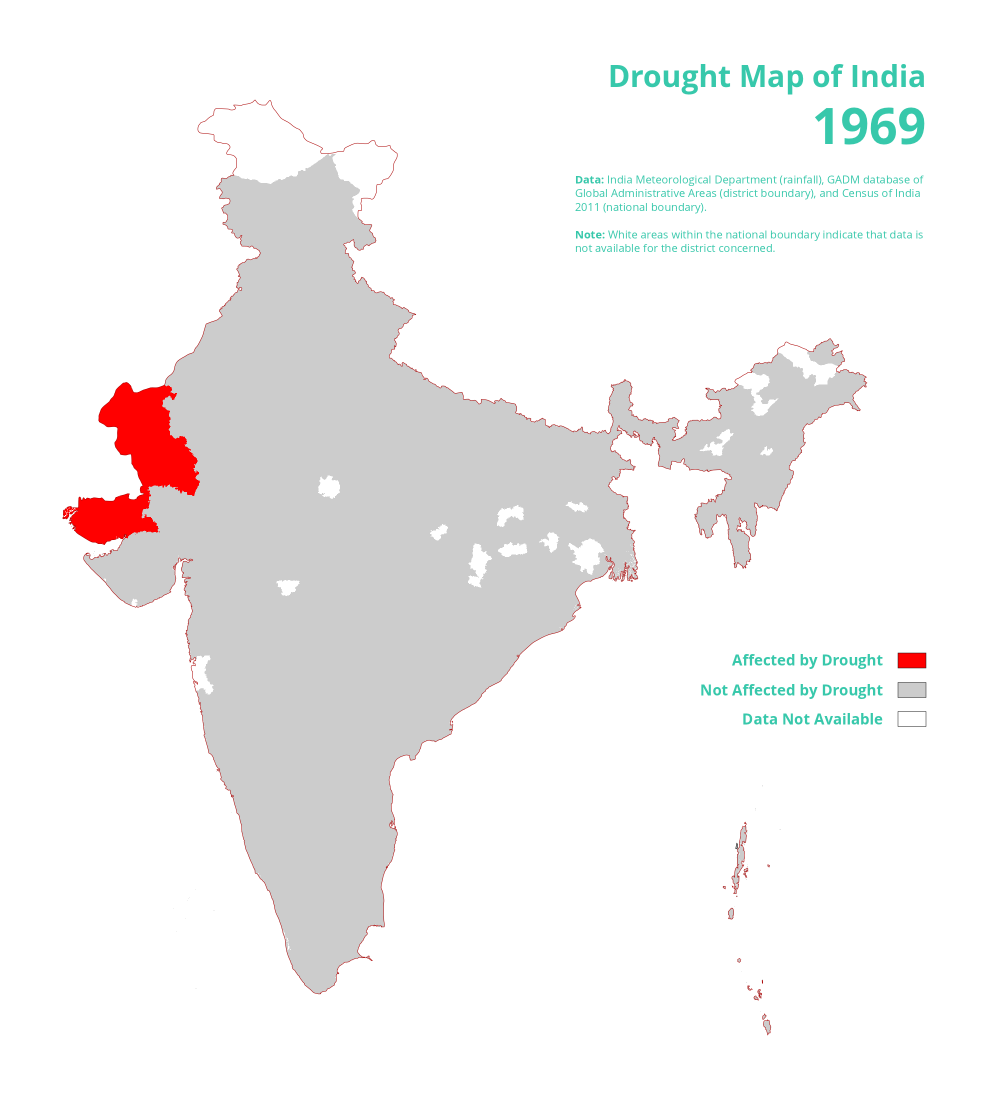 Drought Map of India
1969
Data: India Meteorological Department (rainfall), GADM database of
Global Administrative Areas (district boundary), and Census of India
2011 (national boundary).
Note: White areas within the national boundary indicate that data is
not available for the district concerned.
Affected by Drought
Not Affected by Drought
Data Not Available